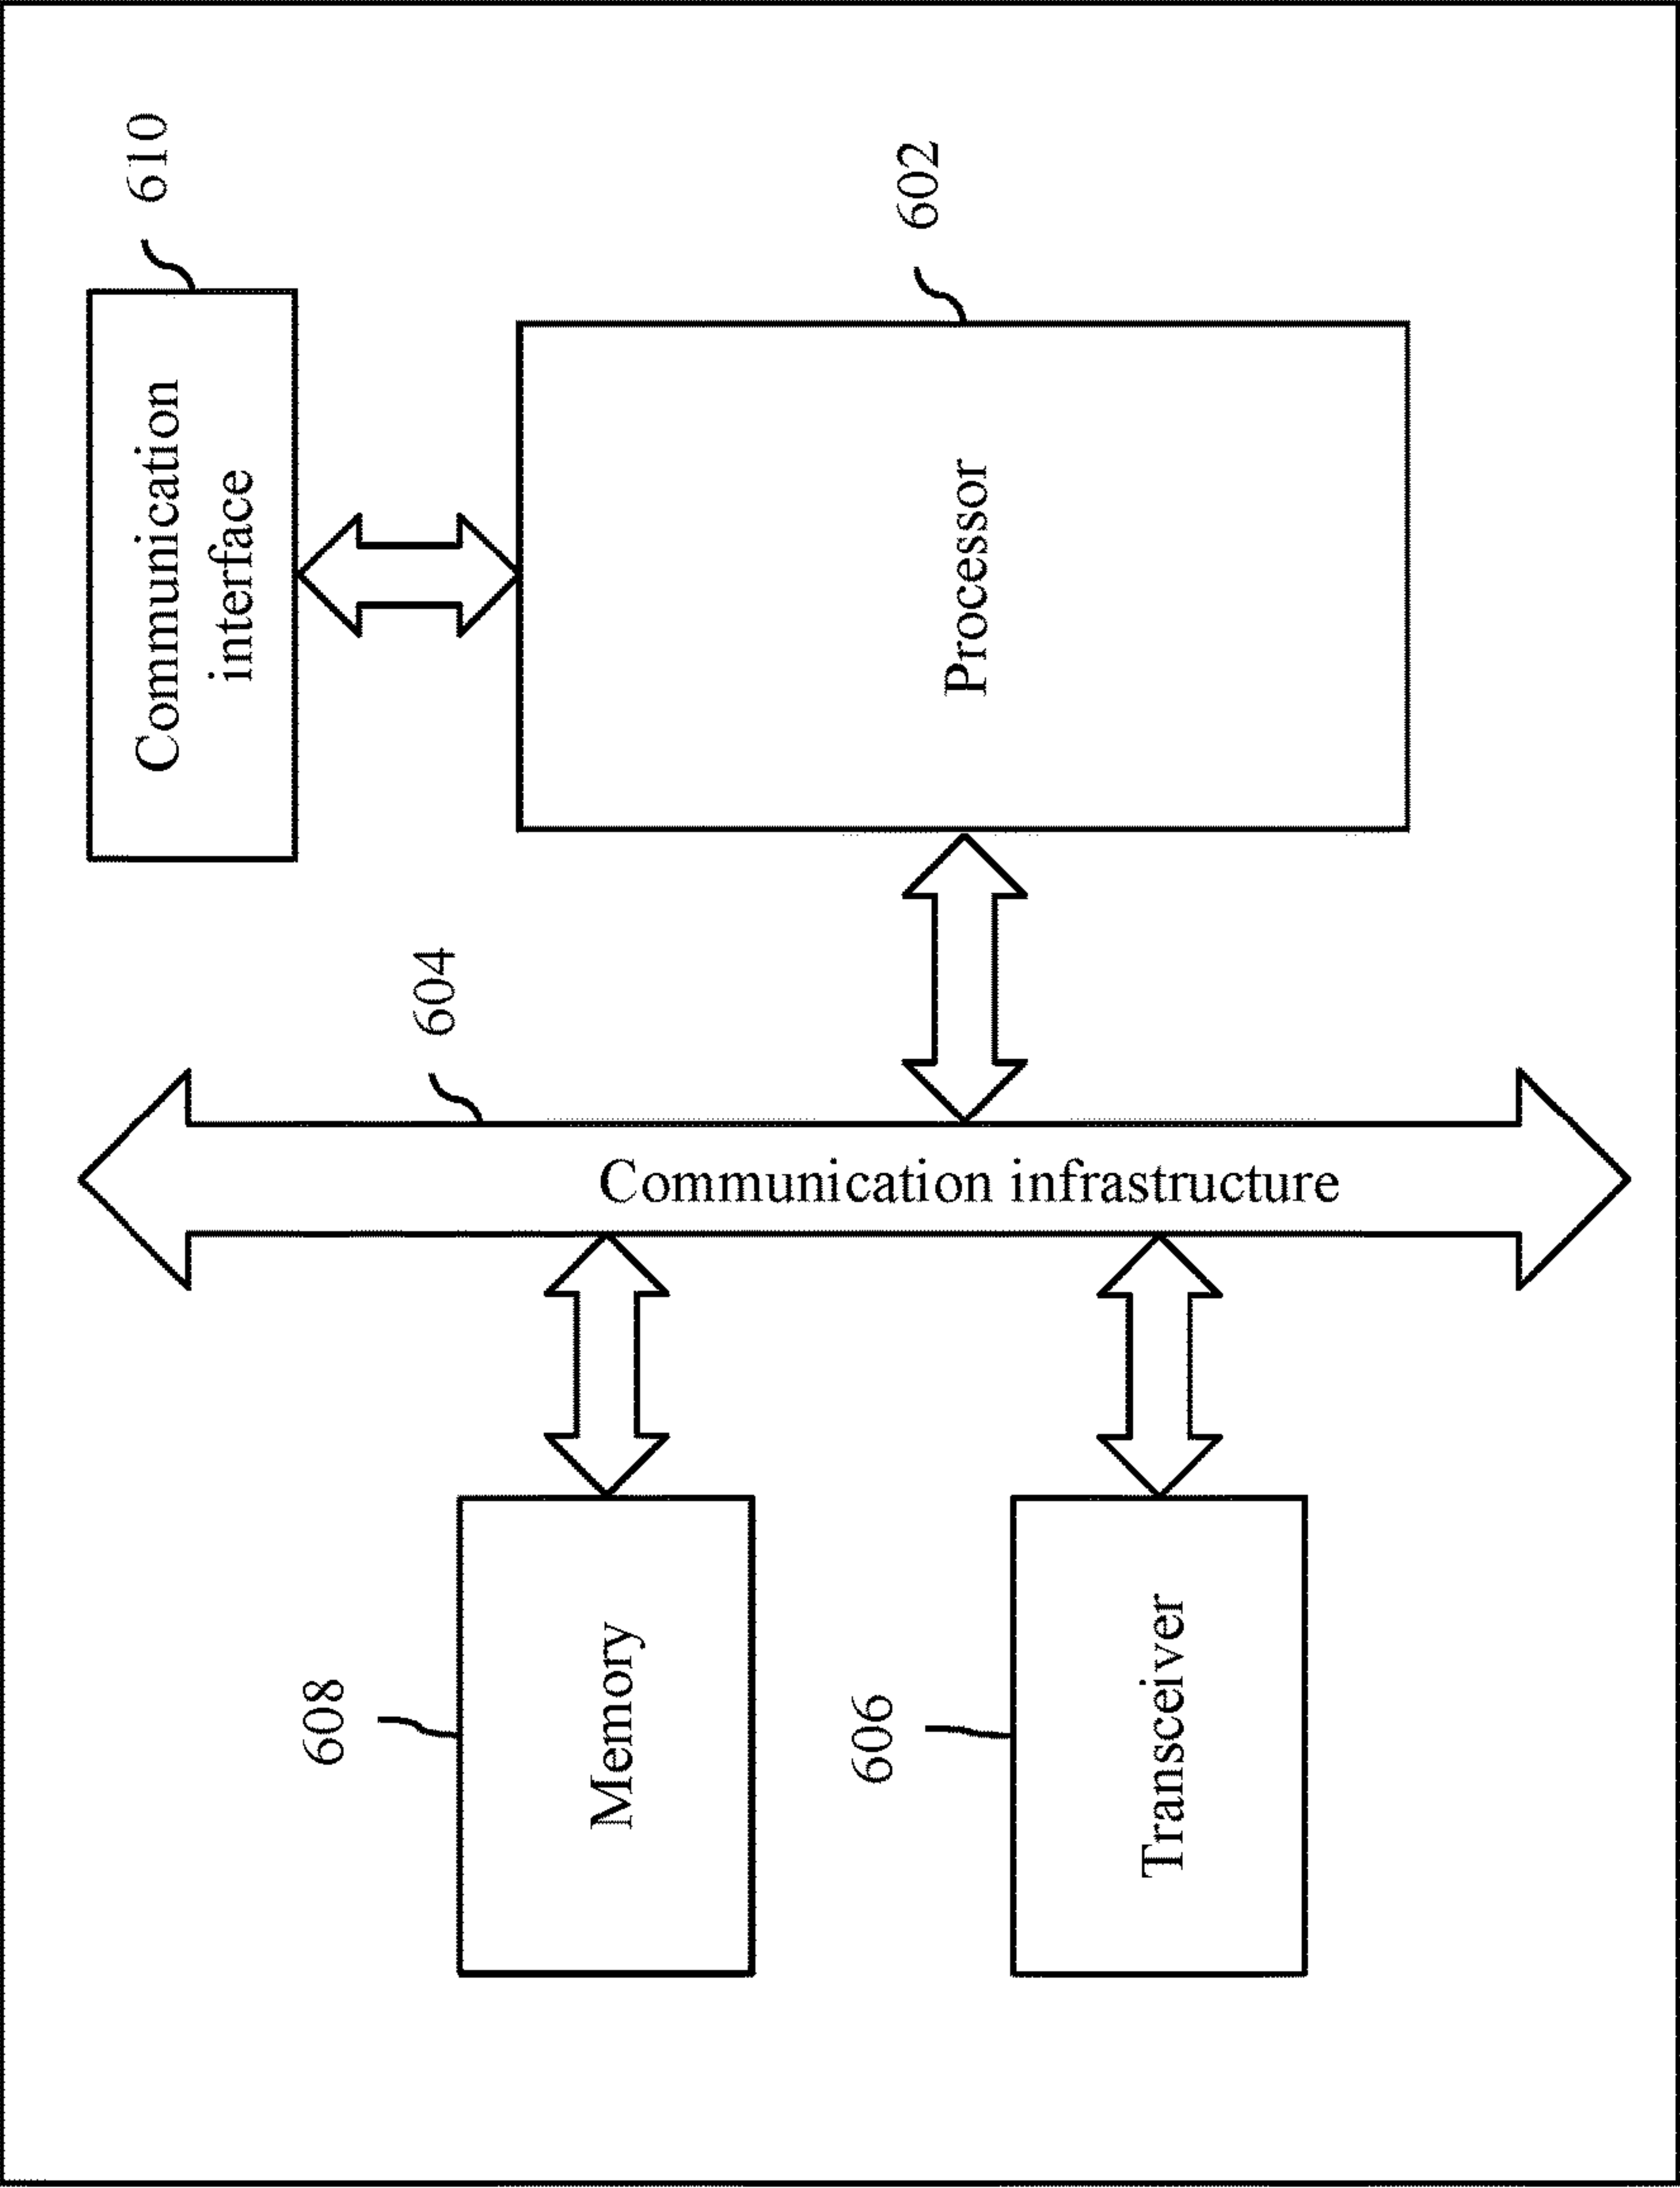 610
Communication
interface
602
Processor
604
Communication infrastructure
608
Memory
606
Transceiver